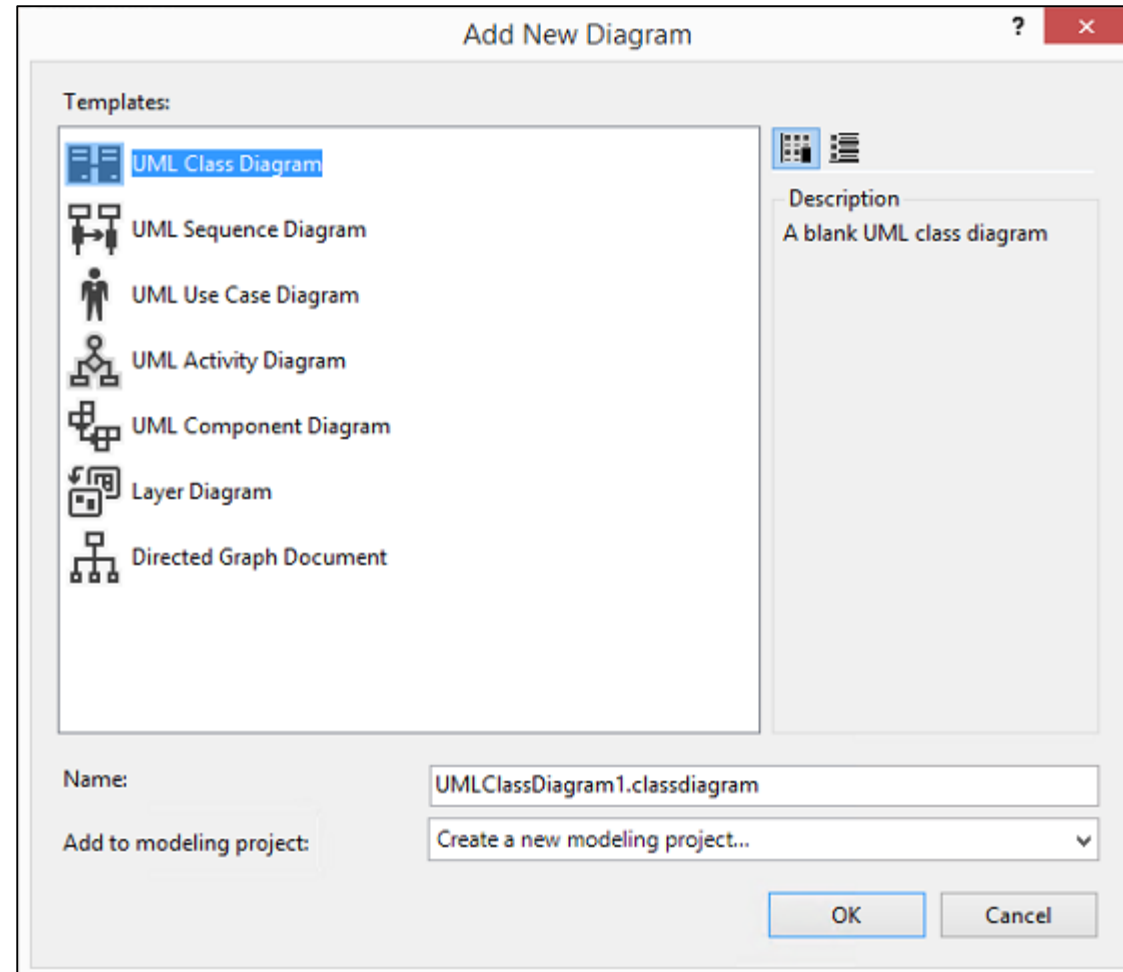 Add New Diagram
?
Templates:
UML Class Diagram
UML Sequence Diagram
UML Use Case Diagram
UML Activity Diagram
UML Component Diagram
Layer Diagram
Directed Graph Document
Description
A blank UML class diagram
Name:
UMLClassDiagram1.classdiagram
Add to modeling project:
Create a new modeling project...
OK
Cancel